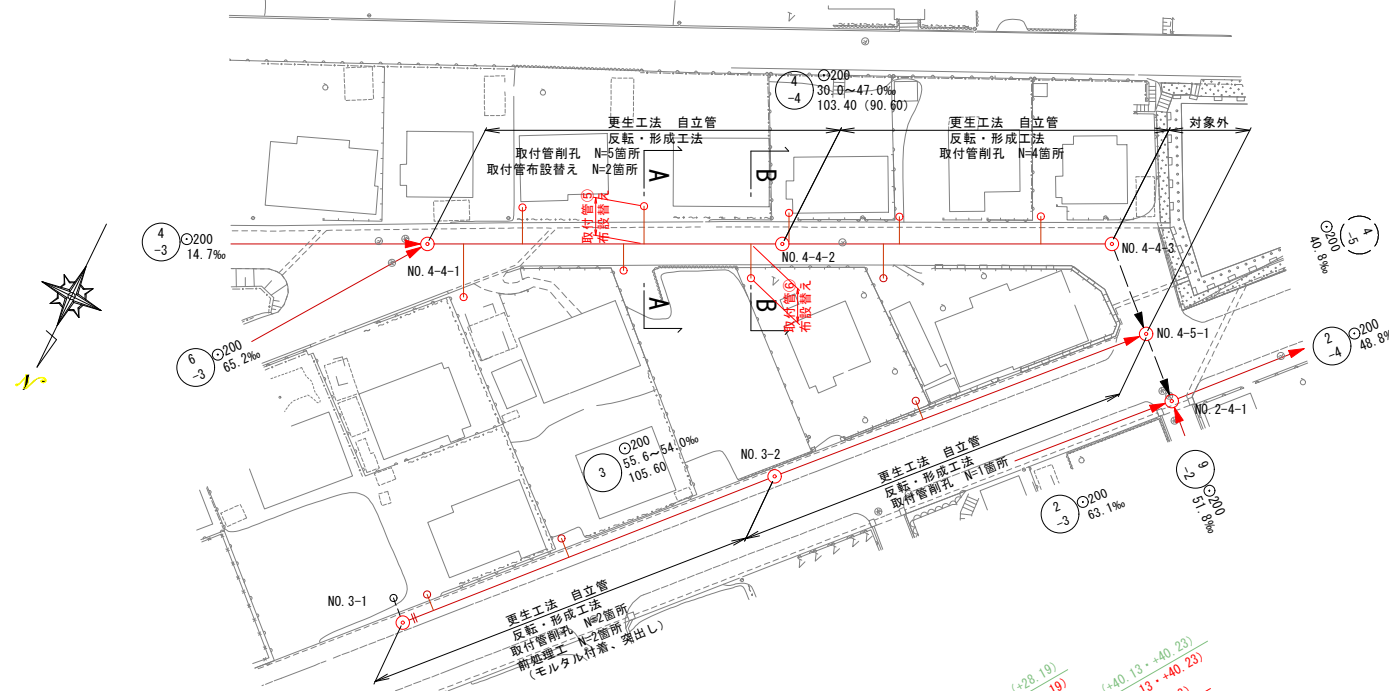 4
-4
200
30.0～47.0‰
103.40 (90.60)
更生工法　自立管
反転・形成工法
取付管削孔　N=5箇所
取付管布設替え　N=2箇所
更生工法　自立管
反転・形成工法
取付管削孔　N=4箇所
対象外
A
B
取付管⑤
布設替え
4
-3
200
14.7‰
NO.4-4-1
NO.4-4-2
NO.4-4-3
4
-5
200
40.8‰
A
B
取付管⑥
布設替え
N
6
-3
200
65.2‰
NO.4-5-1
2
-4
200
48.8‰
NO.2-4-1
3
200
55.6～54.0‰
105.60
NO.3-2
更生工法　自立管
反転・形成工法
取付管削孔　N=1箇所
2
-3
200
63.1‰
9
-2
200
51.8‰
NO.3-1
更生工法　自立管
反転・形成工法
取付管削孔　N=2箇所
前処理工　N=2箇所
(モルタル付着、突出し)
(+28.19)
(+40.13・+40.23)
19)
13・+40.23)